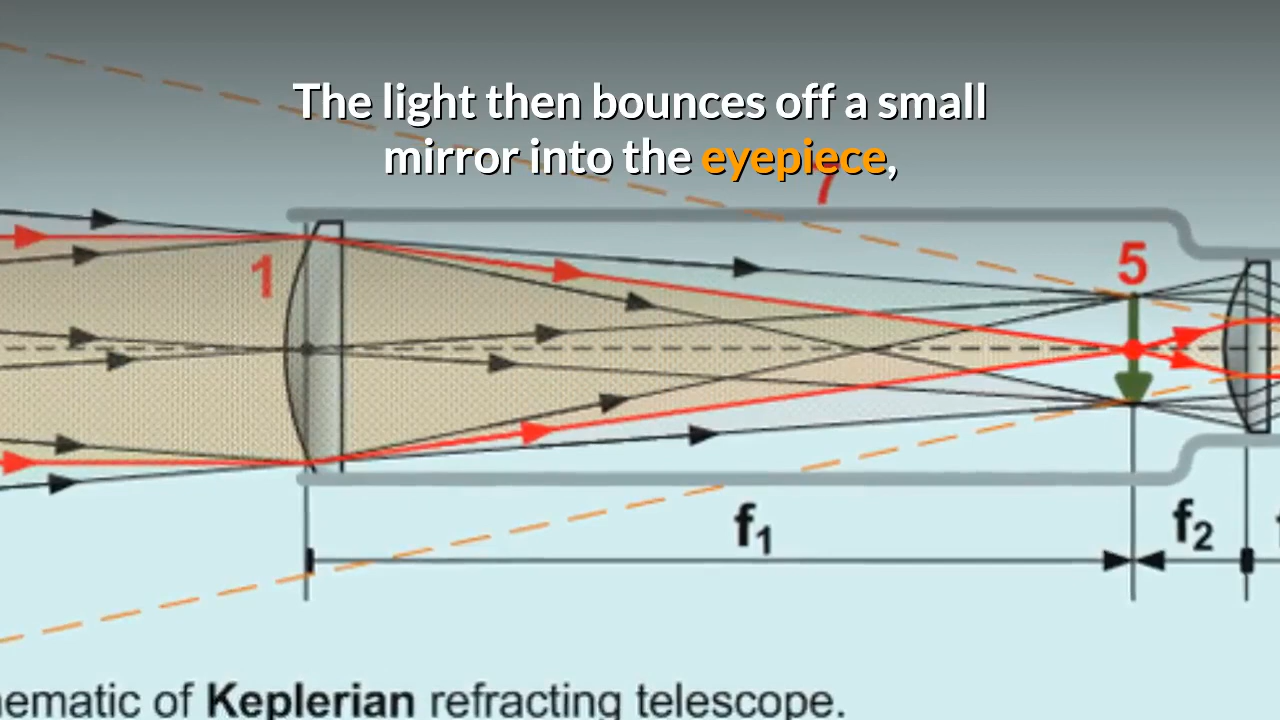 The light then bounces off a small
mirror into the eyepiece,
7
1
5
f₁
f₂
hematic of Keplerian refracting telescope.